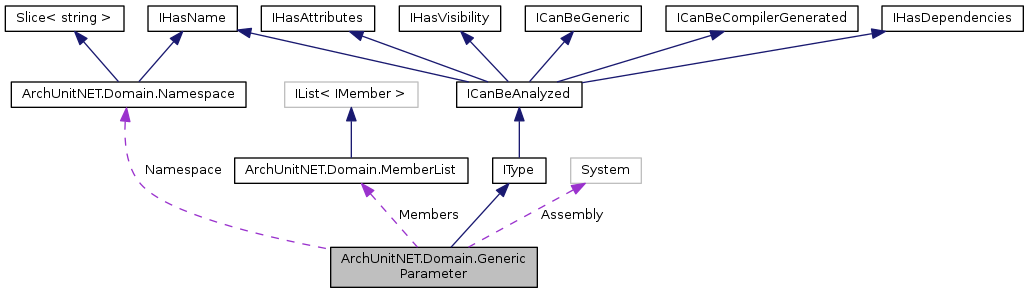 Slice< string >
IHasName
IHasAttributes
IHasVisibility
ICanBeGeneric
ICanBeCompilerGenerated
IHasDependencies
ArchUnitNET.Domain.Namespace
IList< IMember >
ICanBeAnalyzed
Namespace
ArchUnitNET.Domain.MemberList
IType
System
Members
Assembly
ArchUnitNET.Domain.Generic
Parameter